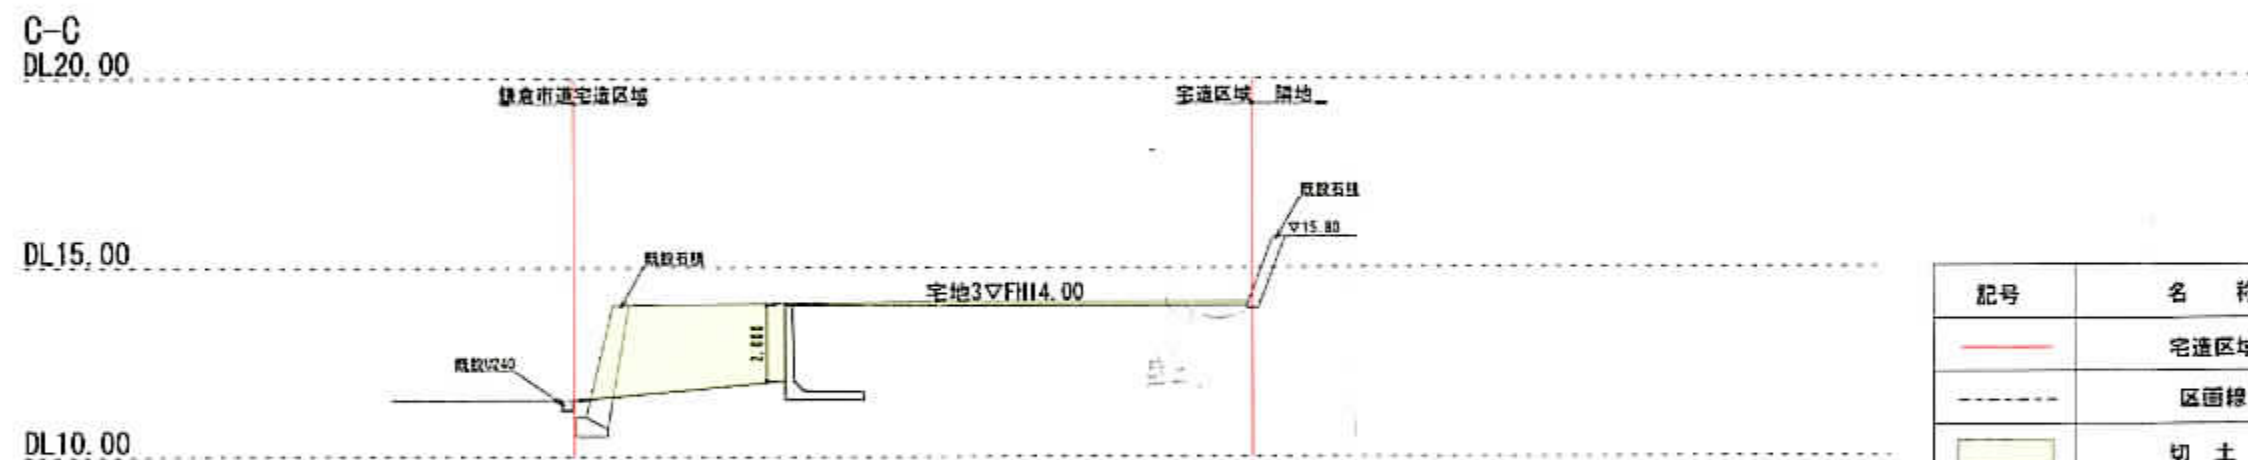 C-C
DL20.00
鎌倉市道宅造区域
宅造区域 隣地
既設石積
▽15.80
DL15.00
既設石積
宅地3▽FH14.00
2,000
既設U240
DL10.00
記号 名
宅造区域
区画線
切 土